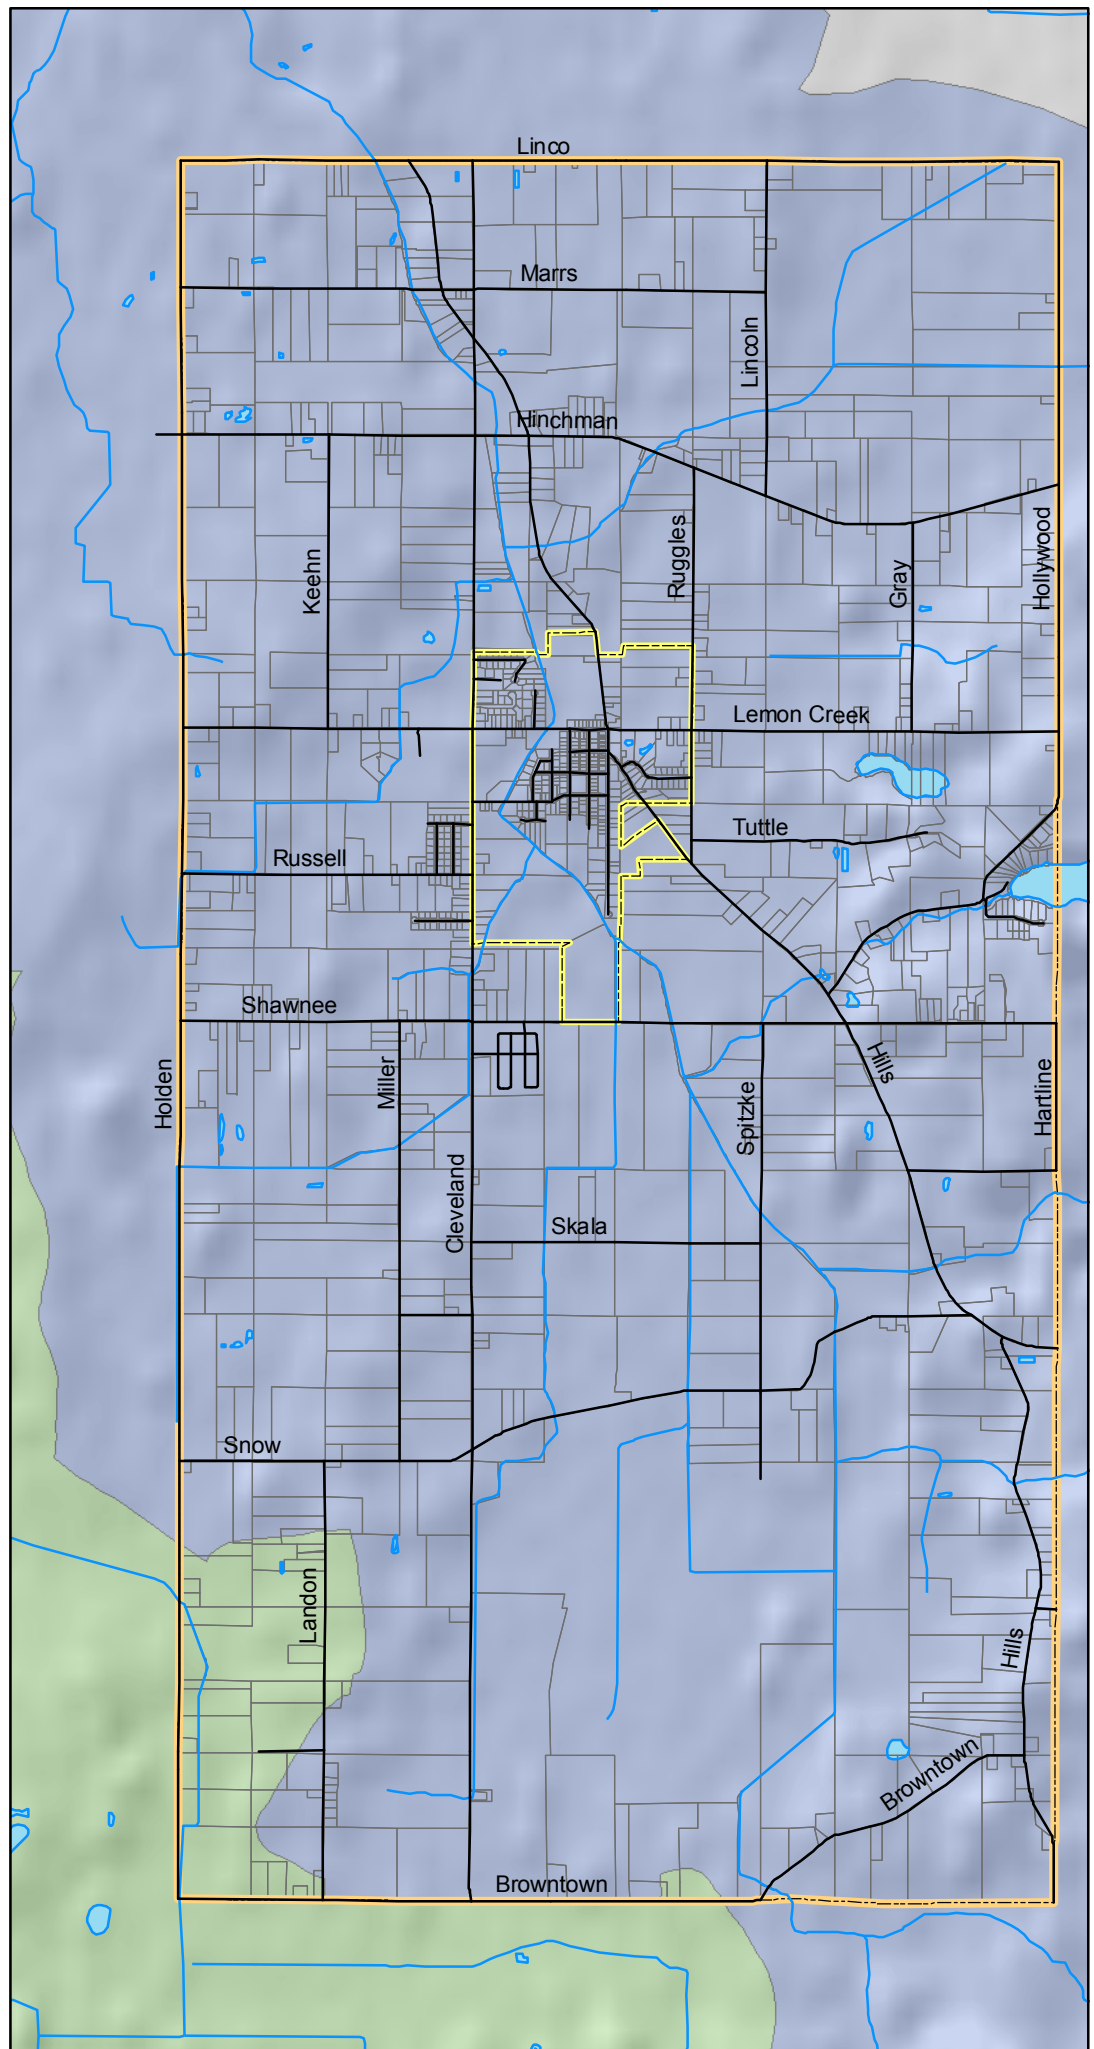 Linco
Marrs
Lincoln
Hinchman
Ruggles
Keehn
Gray
Hollywood
Lemon Creek
Tuttle
Russell
Shawnee
Holden
Miller
Hills
Spitzke
Hartline
Cleveland
Skala
Snow
Landon
Hills
Browntown
Browntown